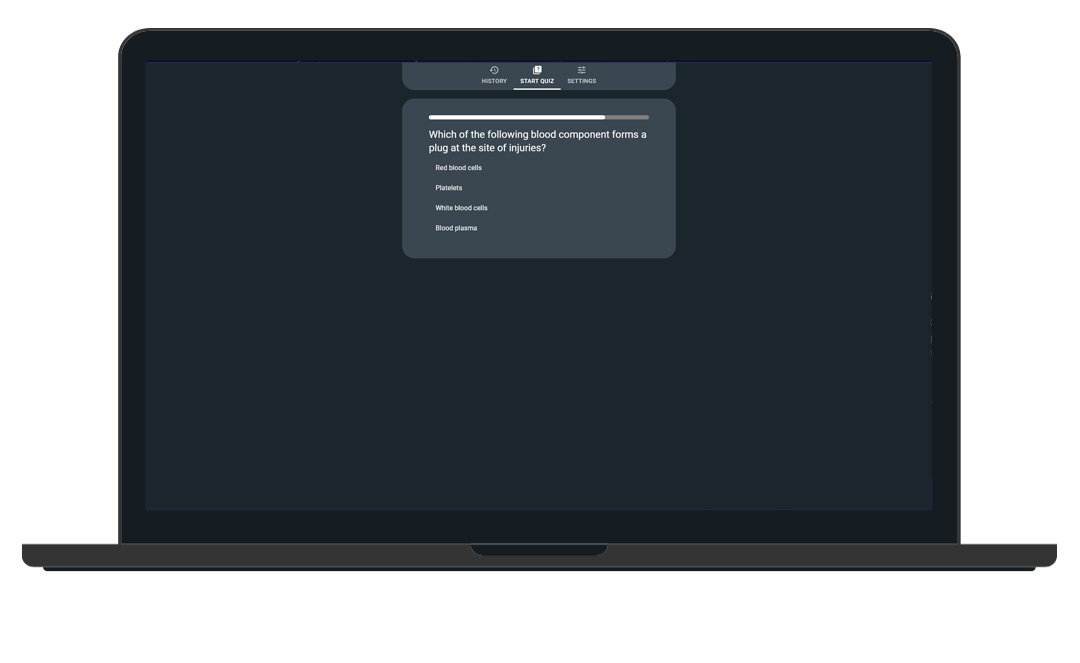 HISTORY
START QUIZ
SETTINGS
Which of the following blood component forms a
plug at the site of injuries?
Red blood cells
Platelets
White blood cells
Blood plasma